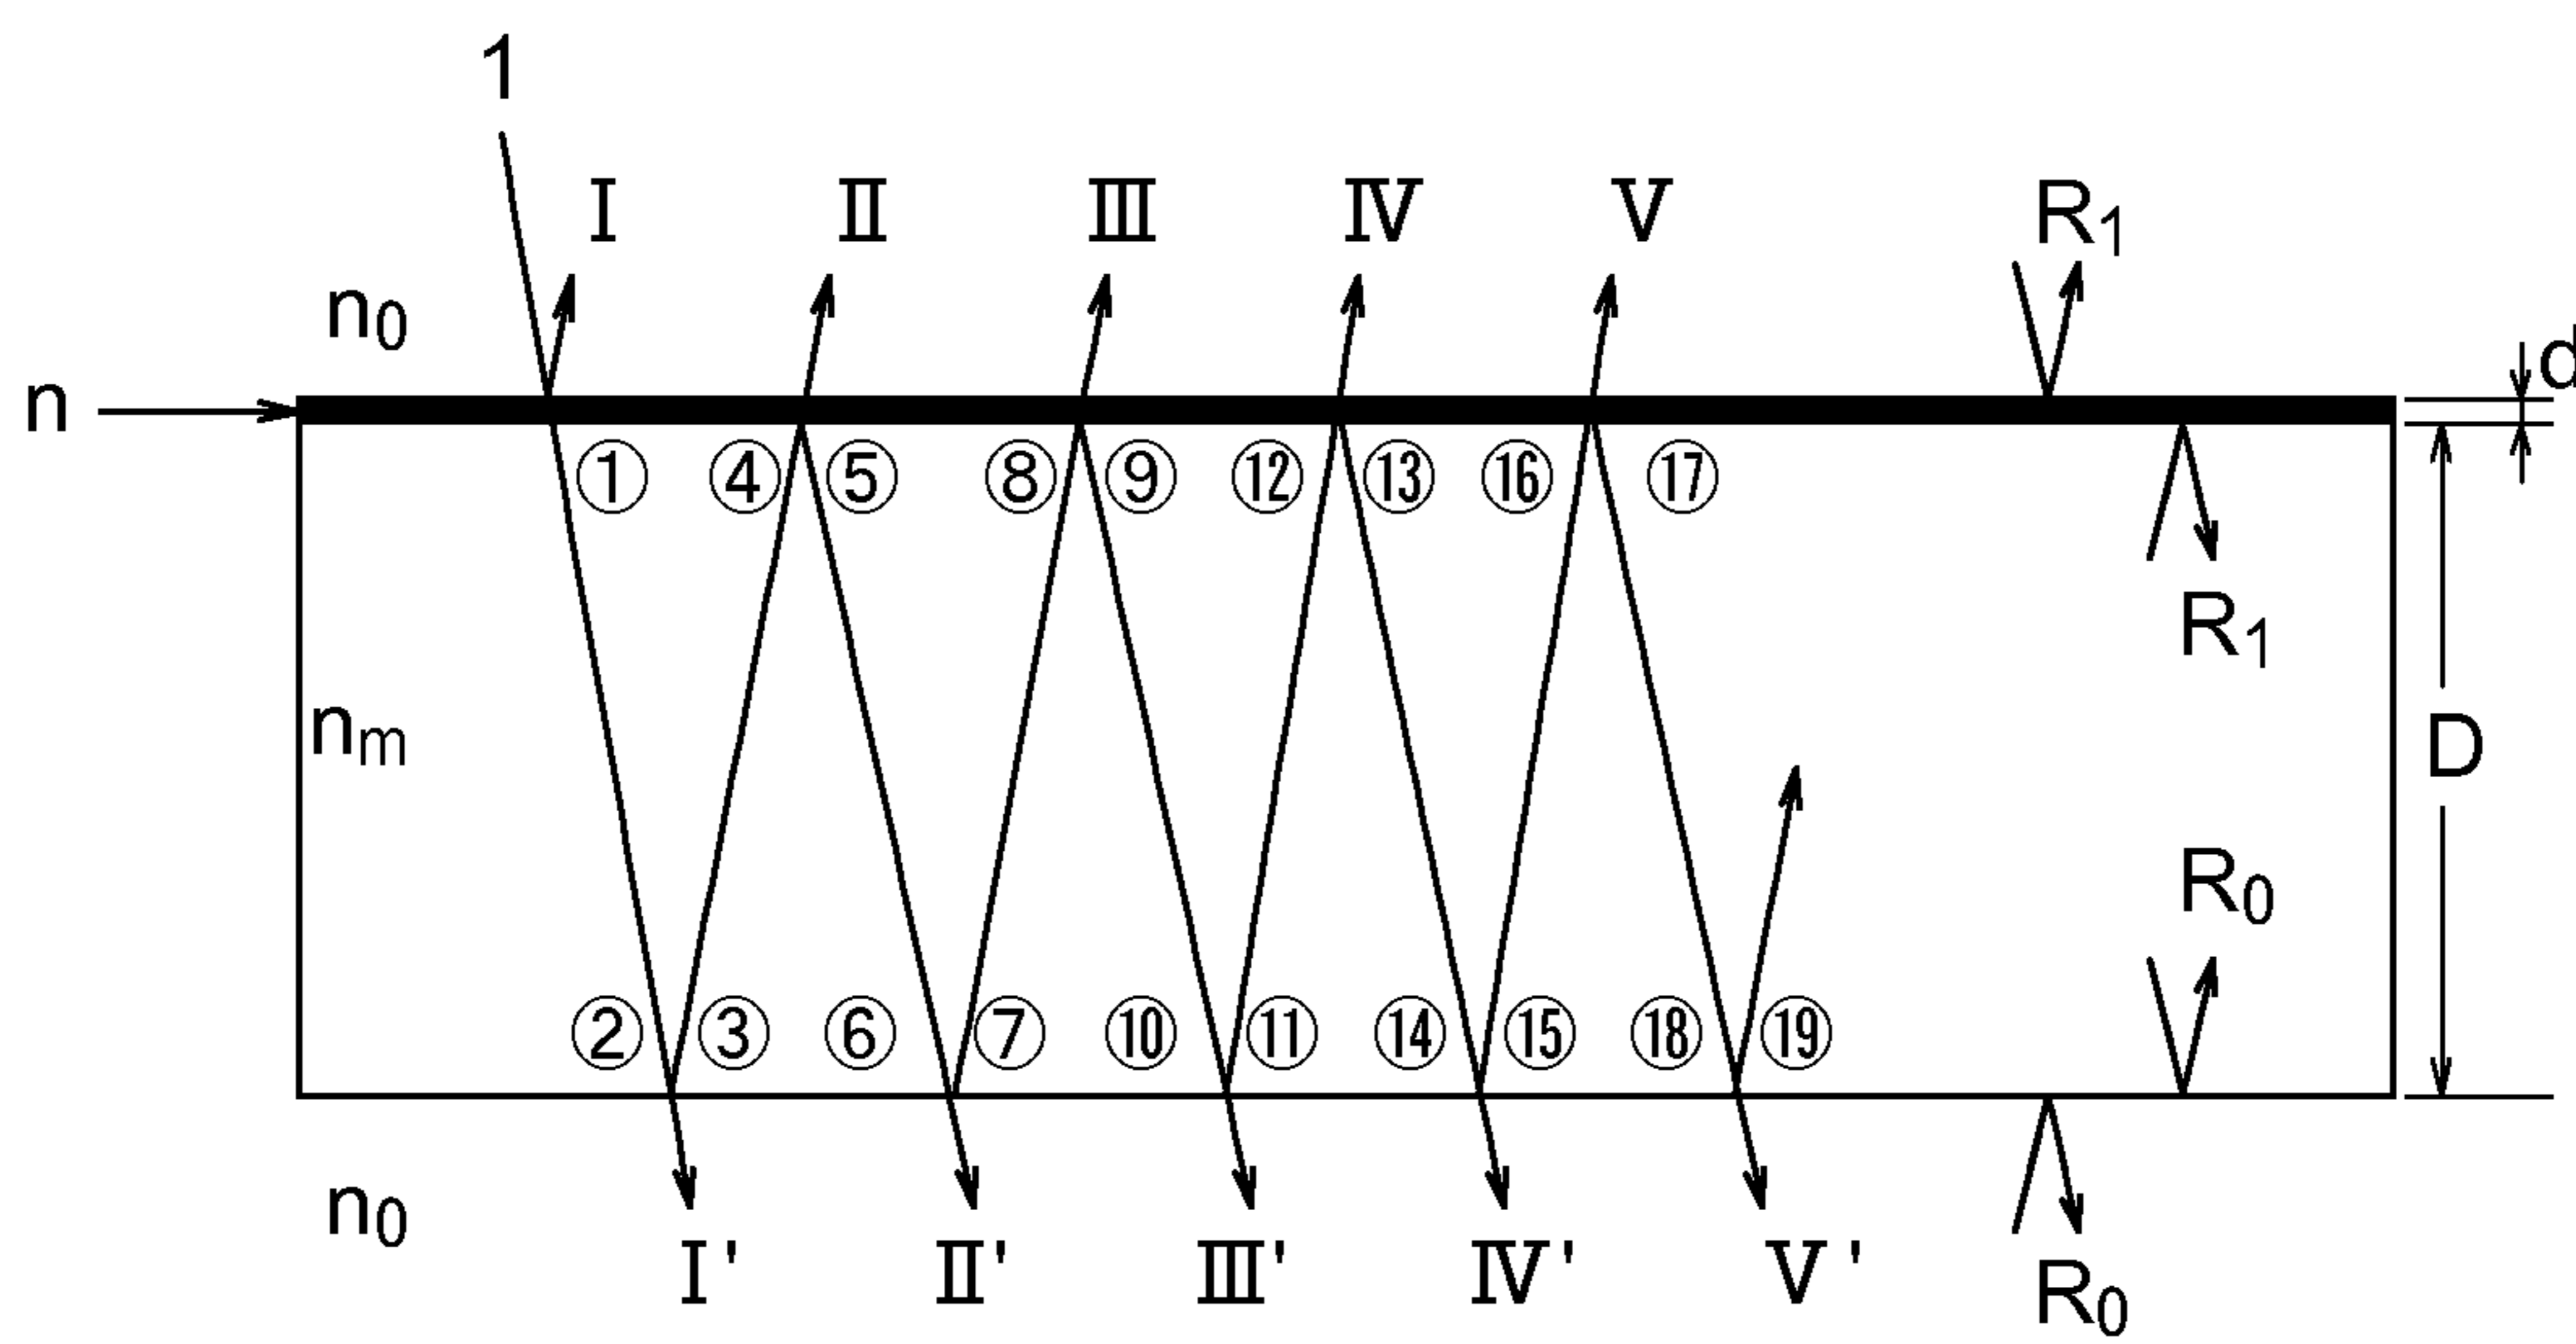 1
Ⅰ Ⅱ Ⅲ Ⅳ Ⅴ R₁
n₀
d
n
① ④ ⑤ ⑧ ⑨ ⑫ ⑬ ⑯ ⑰
R₁
nₘ D
R₀
② ③ ⑥ ⑦ ⑩ ⑪ ⑭ ⑮ ⑱ ⑲
n₀
Ⅰ' Ⅱ' Ⅲ' Ⅳ' Ⅴ' R₀